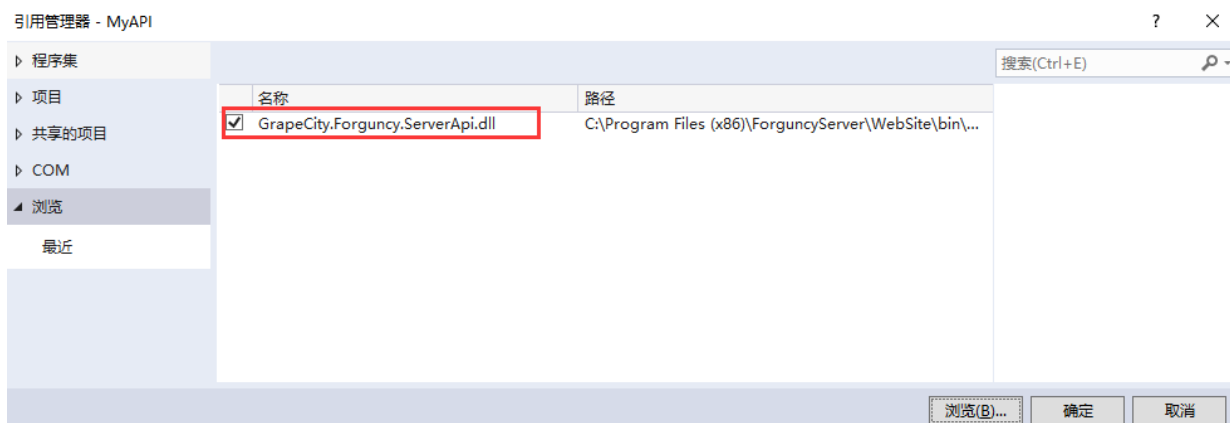 引用管理器 - MyAPI
? ×
程序集
项目
共享的项目
COM
浏览
最近
名称 路径
GrapeCity.Forguncy.ServerApi.dll C:\Program Files (x86)\ForguncyServer\WebSite\bin\...
搜索(Ctrl+E)
浏览(B)... 确定 取消